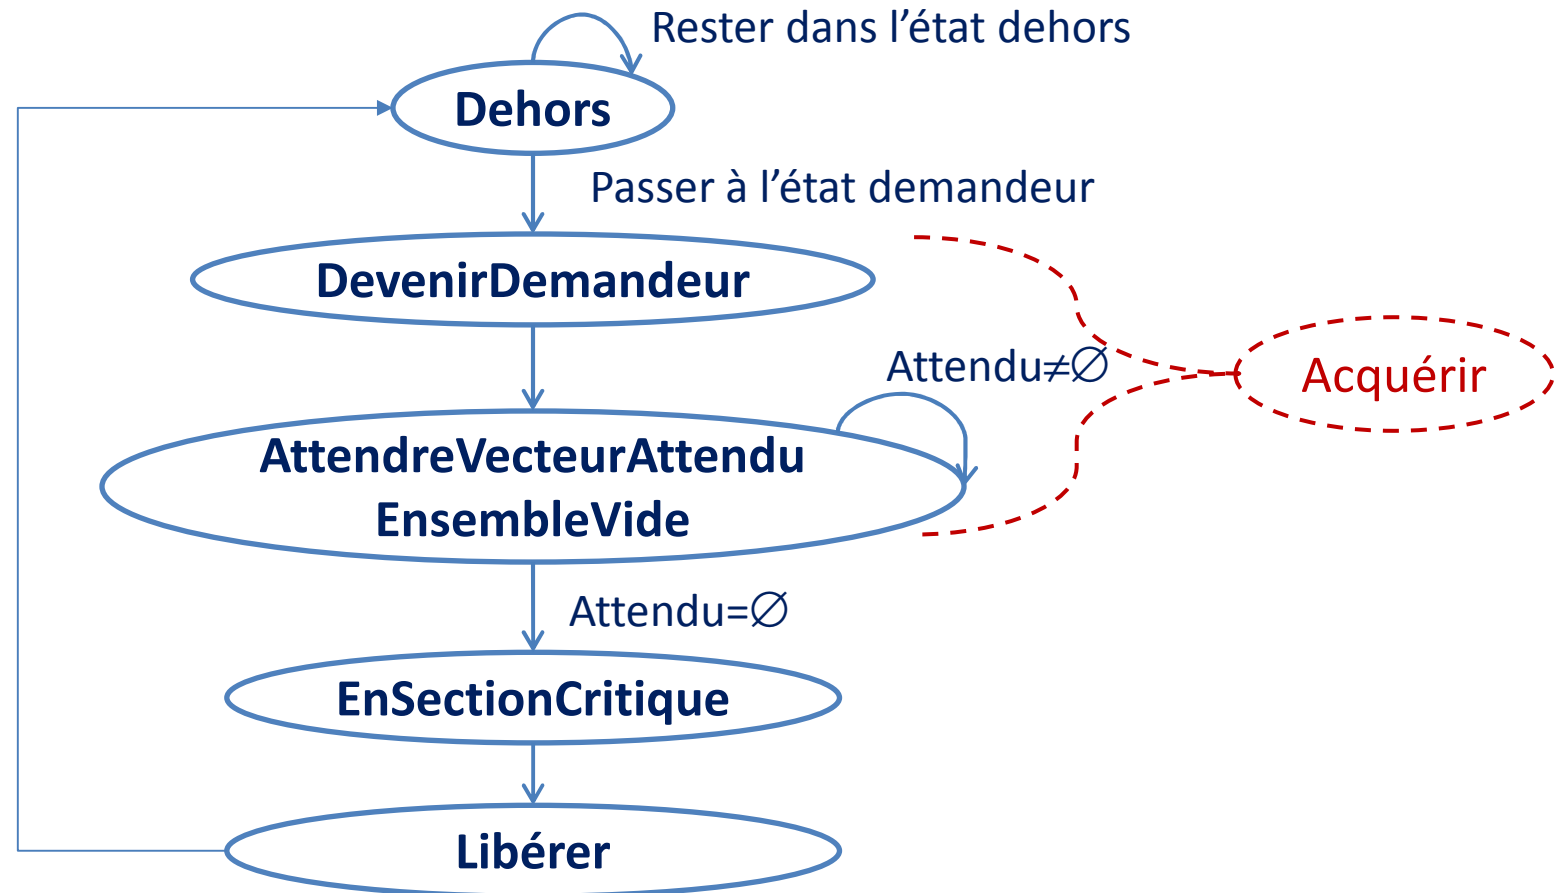 Rester dans l’état dehors
Dehors
Passer à l’état demandeur
DevenirDemandeur
Attendu≠∅
Acquérir
AttendreVecteurAttendu
EnsembleVide
Attendu=∅
EnSectionCritique
Libérer